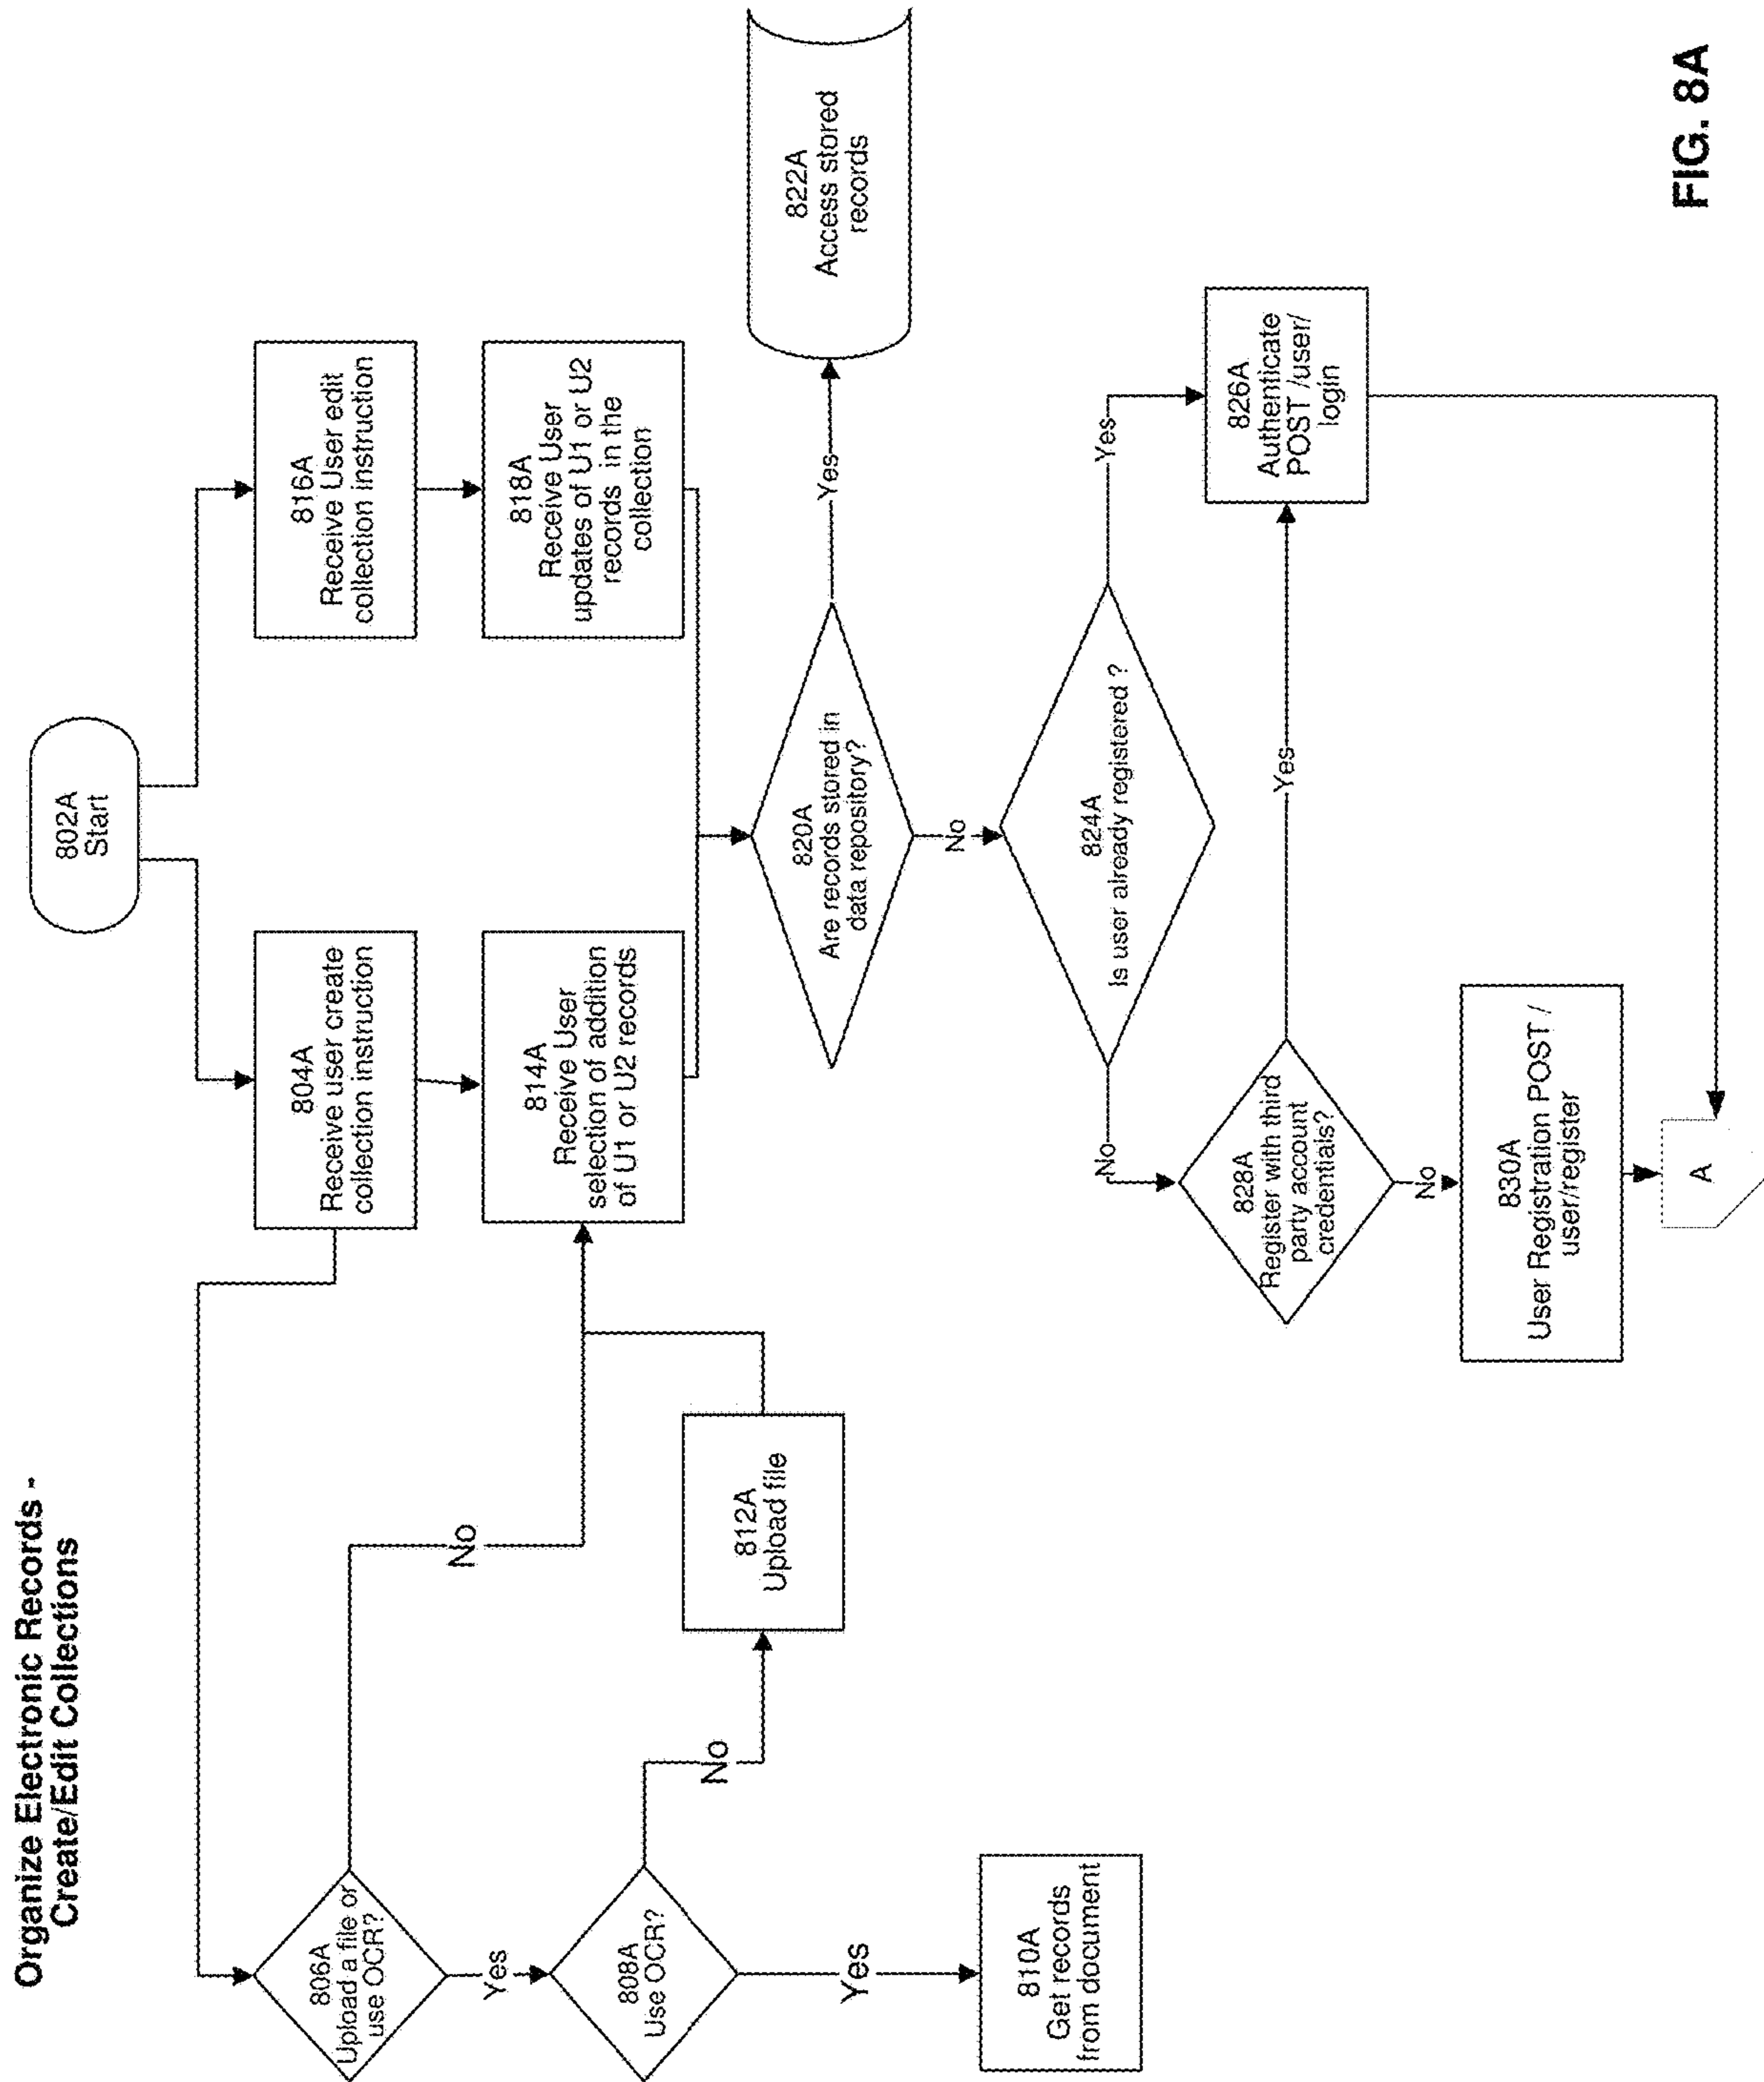 Organize Electronic Records -
Create/Edit Collections
802A
Start
804A
Receive user create
collection instruction
816A
Receive User edit
collection instruction
806A
Upload a file or
use OCR?
No
Yes
808A
Use OCR?
No
Yes
810A
Get records
from document
812A
Upload file
814A
Receive User
selection of addition
of U1 or U2 records
818A
Receive User
updates of U1 or U2
records in the
collection
820A
Are records stored in
data repository?
Yes
822A
Access stored
records
No
824A
Is user already registered ?
Yes
826A
Authenticate
POST /user/
login
No
828A
Register with third
party account
credentials?
Yes
No
830A
User Registration POST /
user/register
A
FIG. 8A